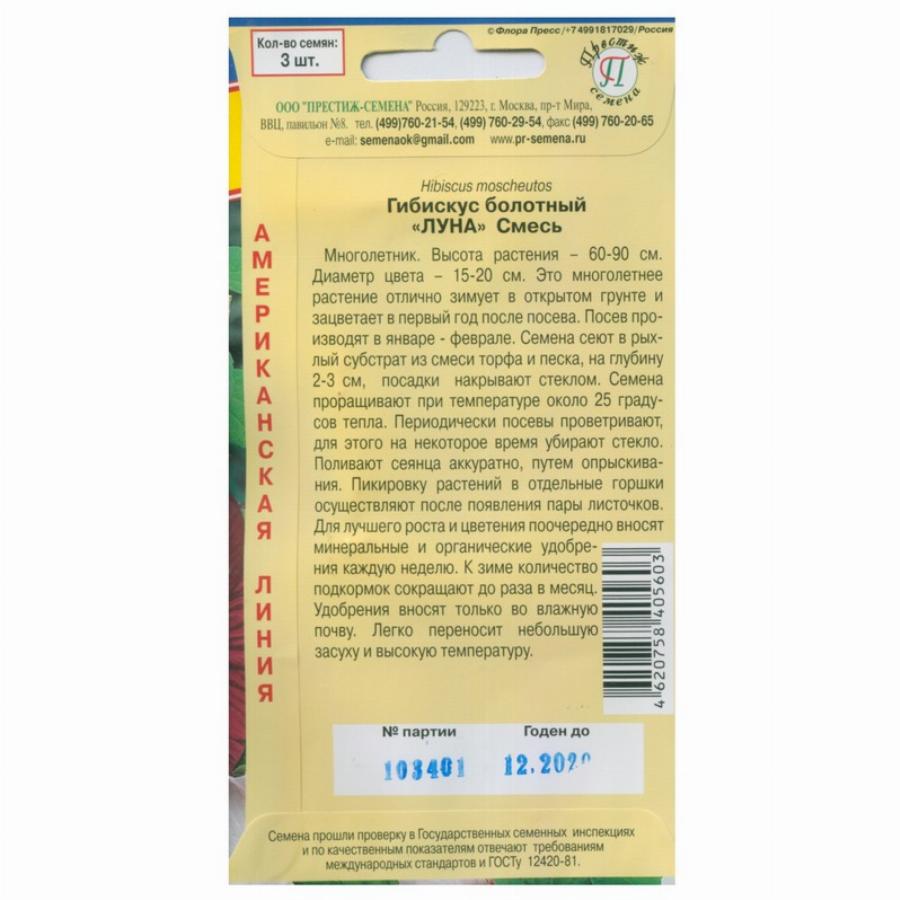 © Флора Пресс/+7 4991817029/Россия
Кол-во семян:
3 шт.
Престиж
П
семена
ООО "ПРЕСТИЖ-СЕМЕНА" Россия, 129223, г. Москва, пр-т Мира,
ВВЦ, павильон №8. тел. (499)760-21-54, (499) 760-29-54, факс (499) 760-20-65
e-mail: semenaok@gmail.com www.pr-semena.ru
Hibiscus moscheutos
Гибискус болотный
«ЛУНА» Смесь
АМЕРИКАНСКАЯ ЛИНИЯ
Многолетник. Высота растения – 60-90 см.
Диаметр цвета – 15-20 см. Это многолетнее
растение отлично зимует в открытом грунте и
зацветает в первый год после посева. Посев про-
изводят в январе - феврале. Семена сеют в рых-
лый субстрат из смеси торфа и песка, на глубину
2-3 см, посадки накрывают стеклом. Семена
проращивают при температуре около 25 граду-
сов тепла. Периодически посевы проветривают,
для этого на некоторое время убирают стекло.
Поливают сеянца аккуратно, путем опрыскива-
ния. Пикировку растений в отдельные горшки
осуществляют после появления пары листочков.
Для лучшего роста и цветения поочередно вносят
минеральные и органические удобре-
ния каждую неделю. К зиме количество
подкормок сокращают до раза в месяц.
Удобрения вносят только во влажную
почву. Легко переносит небольшую
засуху и высокую температуру.
4 620758 405603
№ партии Годен до
103401 12.2020
Семена прошли проверку в Государственных семенных инспекциях
и по качественным показателям отвечают требованиям
международных стандартов и ГОСТу 12420-81.